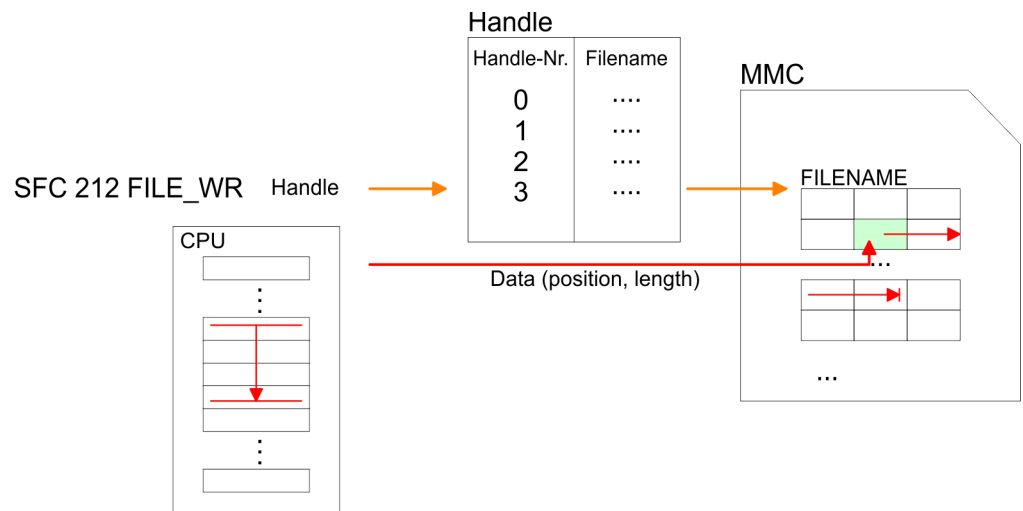 Handle
Handle-Nr. Filename
0 ....
1 ....
2 ....
3 ....
MMC
FILENAME
...
...
SFC 212 FILE_WR Handle
CPU
Data (position, length)